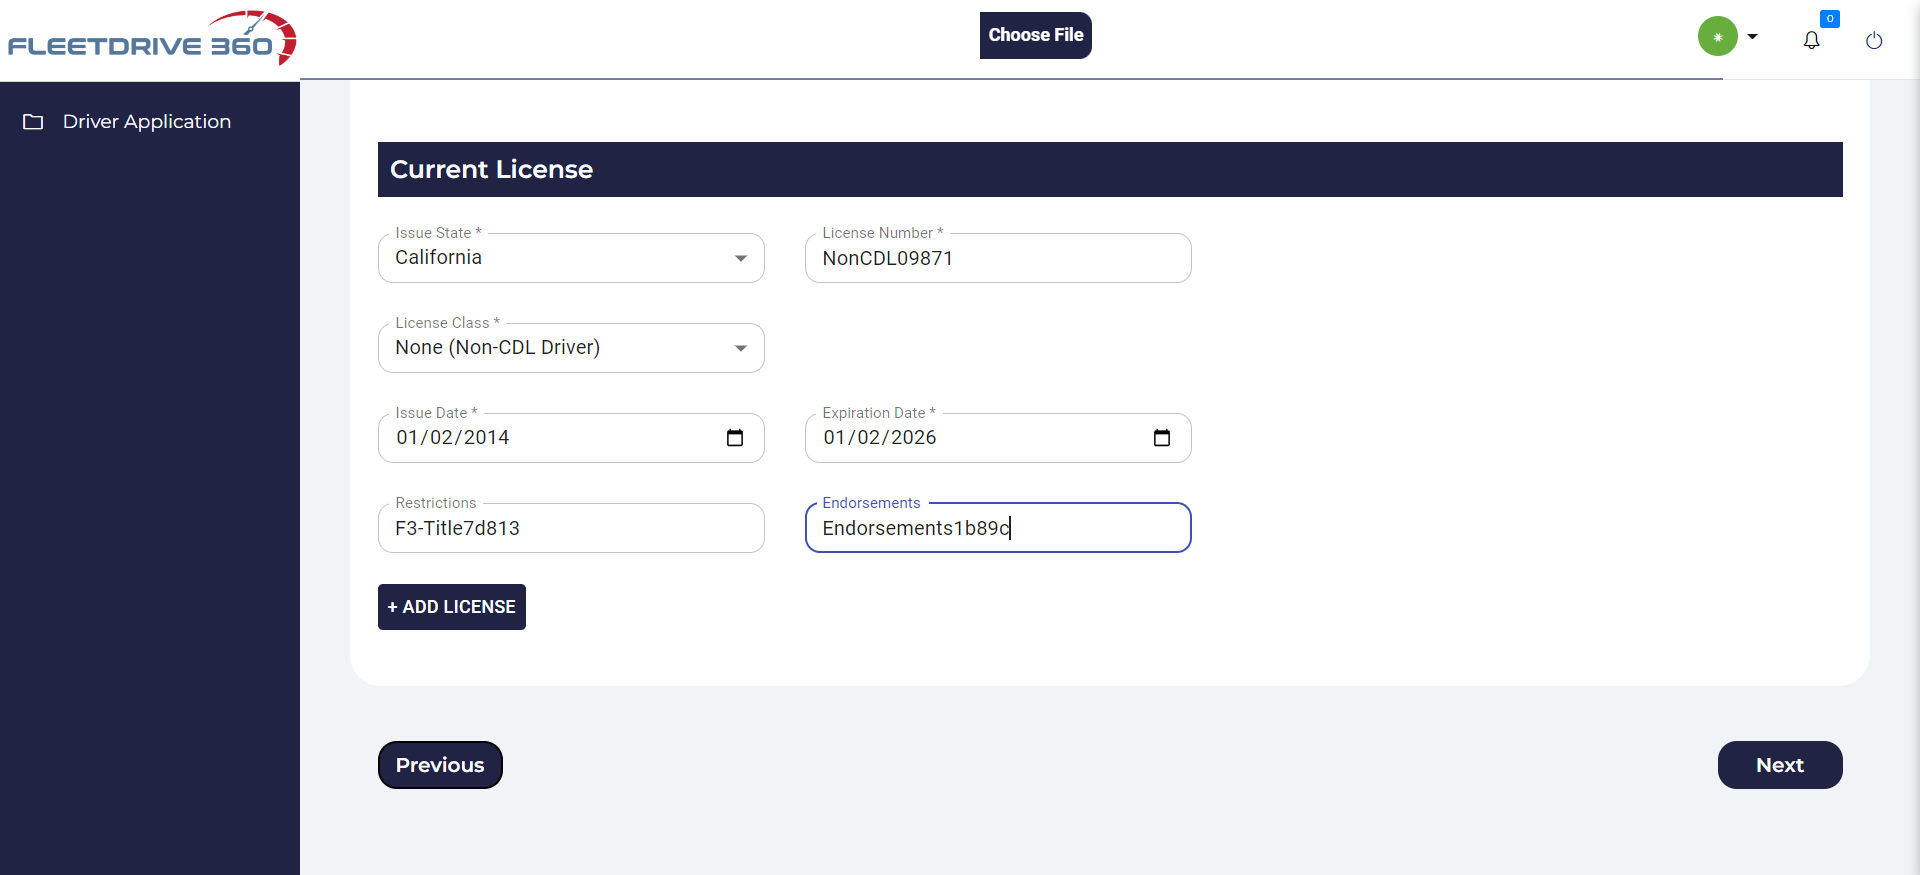 FLEETDRIVE 360
Choose File
0
Driver Application
Current License
Issue State *
California
License Number *
NonCDL09871
License Class *
None (Non-CDL Driver)
Issue Date *
01/02/2014
Expiration Date *
01/02/2026
Restrictions
F3-Title7d813
Endorsements
Endorsements1b89c
+ ADD LICENSE
Previous
Next